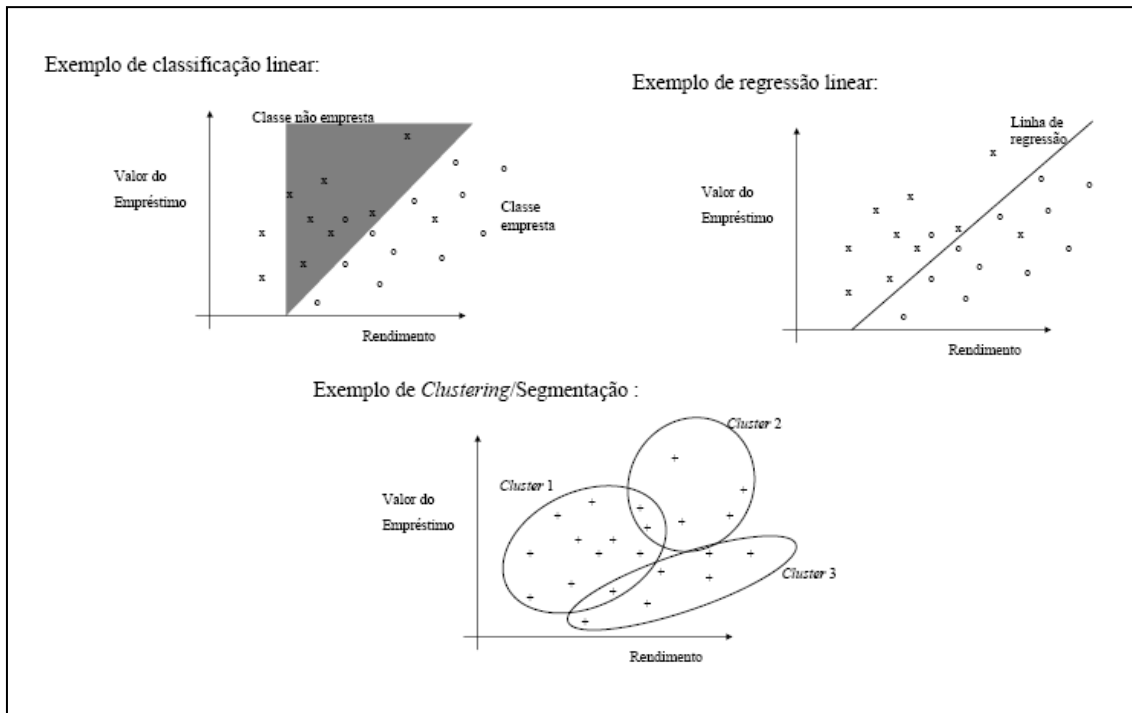 Exemplo de classificação linear:
Classe não empresta
Valor do
Empréstimo
Classe
empresta
Rendimento
Exemplo de regressão linear:
Linha de
regressão
Valor do
Empréstimo
Rendimento
Exemplo de Clustering/Segmentação :
Cluster 2
Cluster 1
Valor do
Empréstimo
Cluster 3
Rendimento